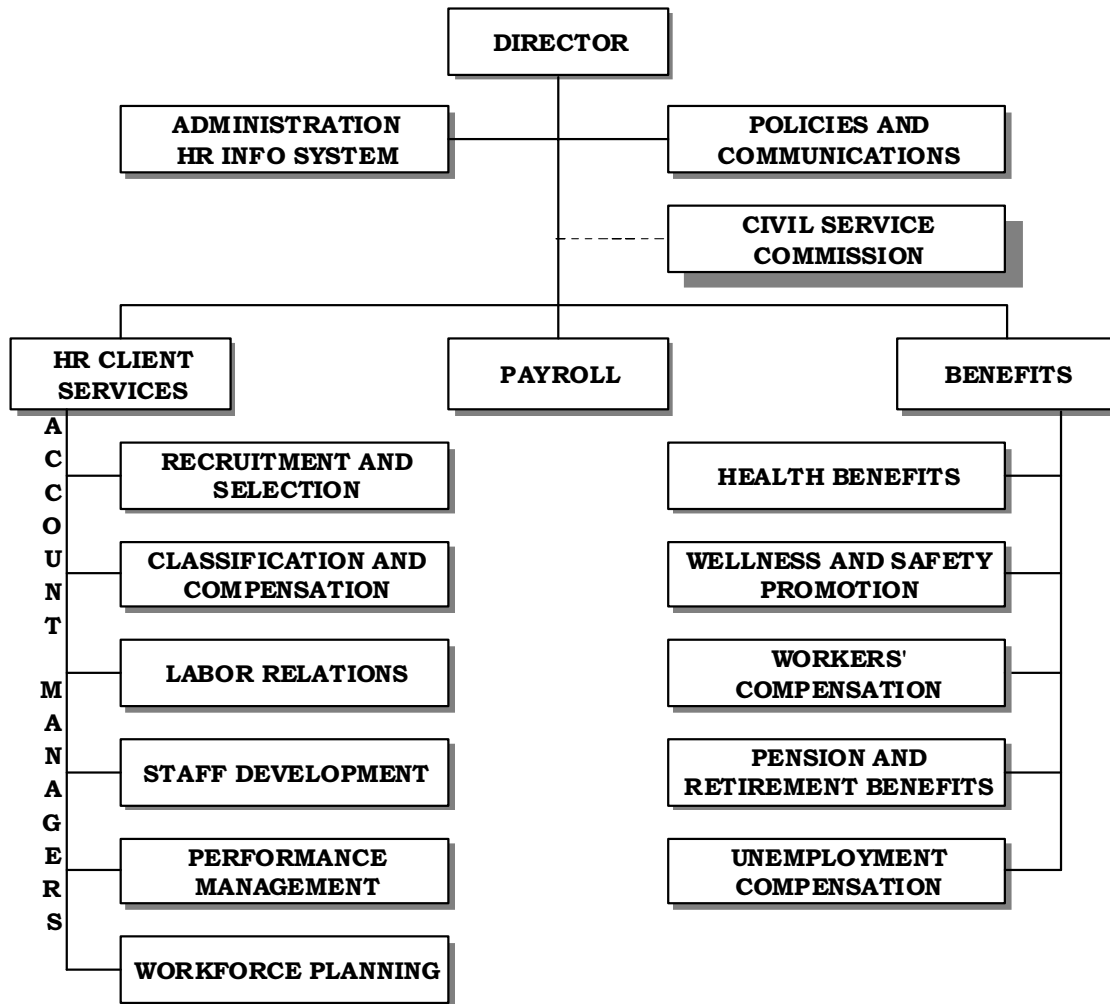 DIRECTOR
ADMINISTRATION
HR INFO SYSTEM
POLICIES AND
COMMUNICATIONS
CIVIL SERVICE
COMMISSION
HR CLIENT
SERVICES
PAYROLL
BENEFITS
ACCOUNT MANAGERS
RECRUITMENT AND
SELECTION
CLASSIFICATION AND
COMPENSATION
LABOR RELATIONS
STAFF DEVELOPMENT
PERFORMANCE
MANAGEMENT
WORKFORCE PLANNING
HEALTH BENEFITS
WELLNESS AND SAFETY
PROMOTION
WORKERS'
COMPENSATION
PENSION AND
RETIREMENT BENEFITS
UNEMPLOYMENT
COMPENSATION